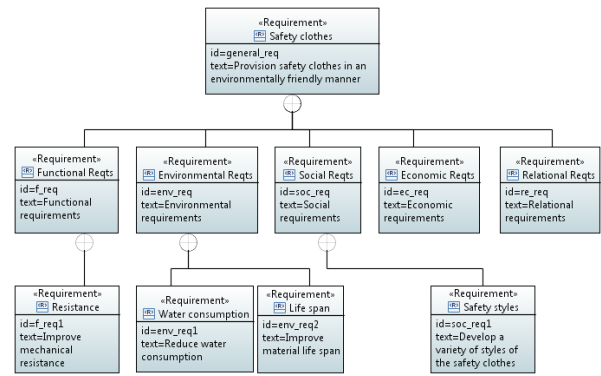 «Requirement»
Safety clothes
id=general_req
text=Provision safety clothes in an
environmentally friendly manner
«Requirement»
Functional Reqts
id=f_req
text=Functional
requirements
«Requirement»
Environmental Reqts
id=env_req
text=Environmental
requirements
«Requirement»
Social Reqts
id=soc_req
text=Social
requirements
«Requirement»
Economic Reqts
id=ec_req
text=Economic
requirements
«Requirement»
Relational Reqts
id=re_req
text=Relational
requirements
«Requirement»
Resistance
id=f_req1
text=Improve
mechanical
resistance
«Requirement»
Water consumption
id=env_req1
text=Reduce water
consumption
«Requirement»
Life span
id=env_req2
text=Improve
material life span
«Requirement»
Safety styles
id=soc_req1
text=Develop a
variety of styles of
the safety clothes